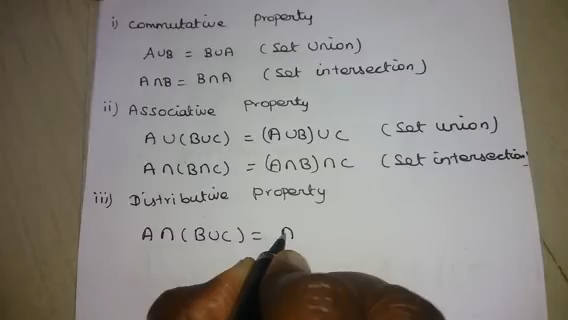 i) Commutative Property
A∪B = B∪A (Set Union)
A∩B = B∩A (Set intersection)
ii) Associative Property
A∪(B∪C) = (A∪B)∪C (Set union)
A∩(B∩C) = (A∩B)∩C (Set intersection)
iii) Distributive Property
A∩(B∪C) =